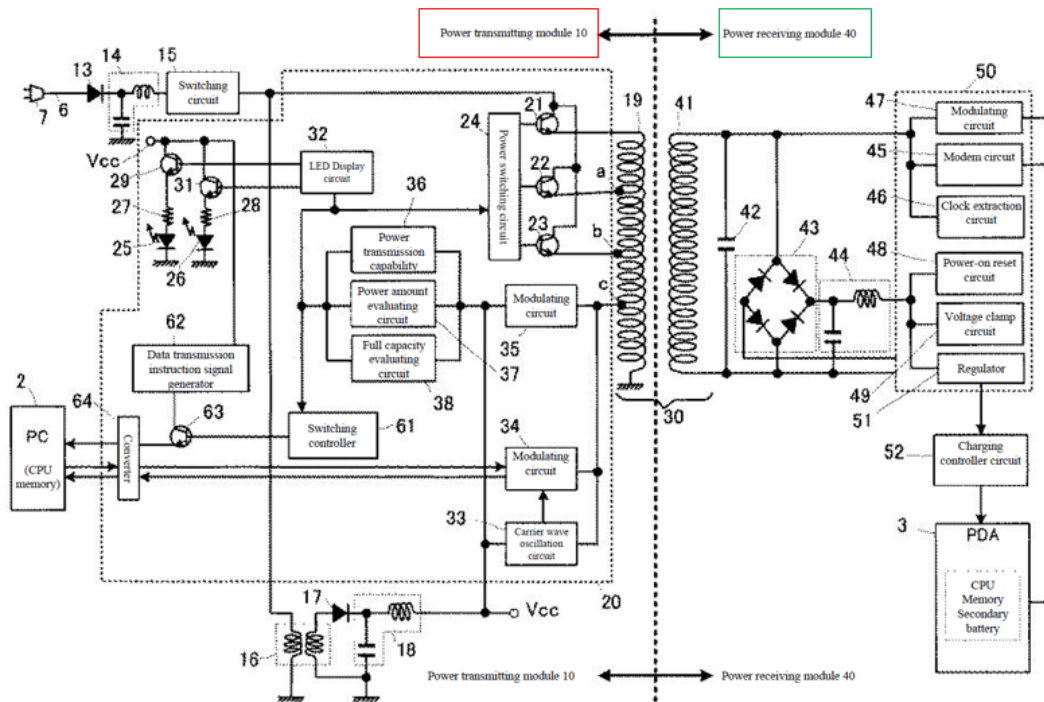 Power transmitting module 10
Power receiving module 40
13
14
15
7
6
Switching
circuit
Vcc
29
31
27
28
25
26
32
LED Display
circuit
36
Power
transmission
capability
Power amount
evaluating
circuit
37
Full capacity
evaluating
circuit
38
24
Power switching circuit
21
22
23
19
a
b
c
41
30
Modulating
circuit
35
62
Data transmission
instruction signal
generator
64
63
2
PC
(CPU
memory)
Converter
Switching
controller
61
34
Modulating
circuit
33
Carrier wave
oscillation
circuit
20
17
Vcc
16
18
42
43
44
50
47
Modulating
circuit
45
Modem circuit
46
Clock extraction
circuit
48
Power-on reset
circuit
Voltage clamp
circuit
49
Regulator
51
52
Charging
controller circuit
3
PDA
CPU
Memory
Secondary
battery
Power transmitting module 10
Power receiving module 40